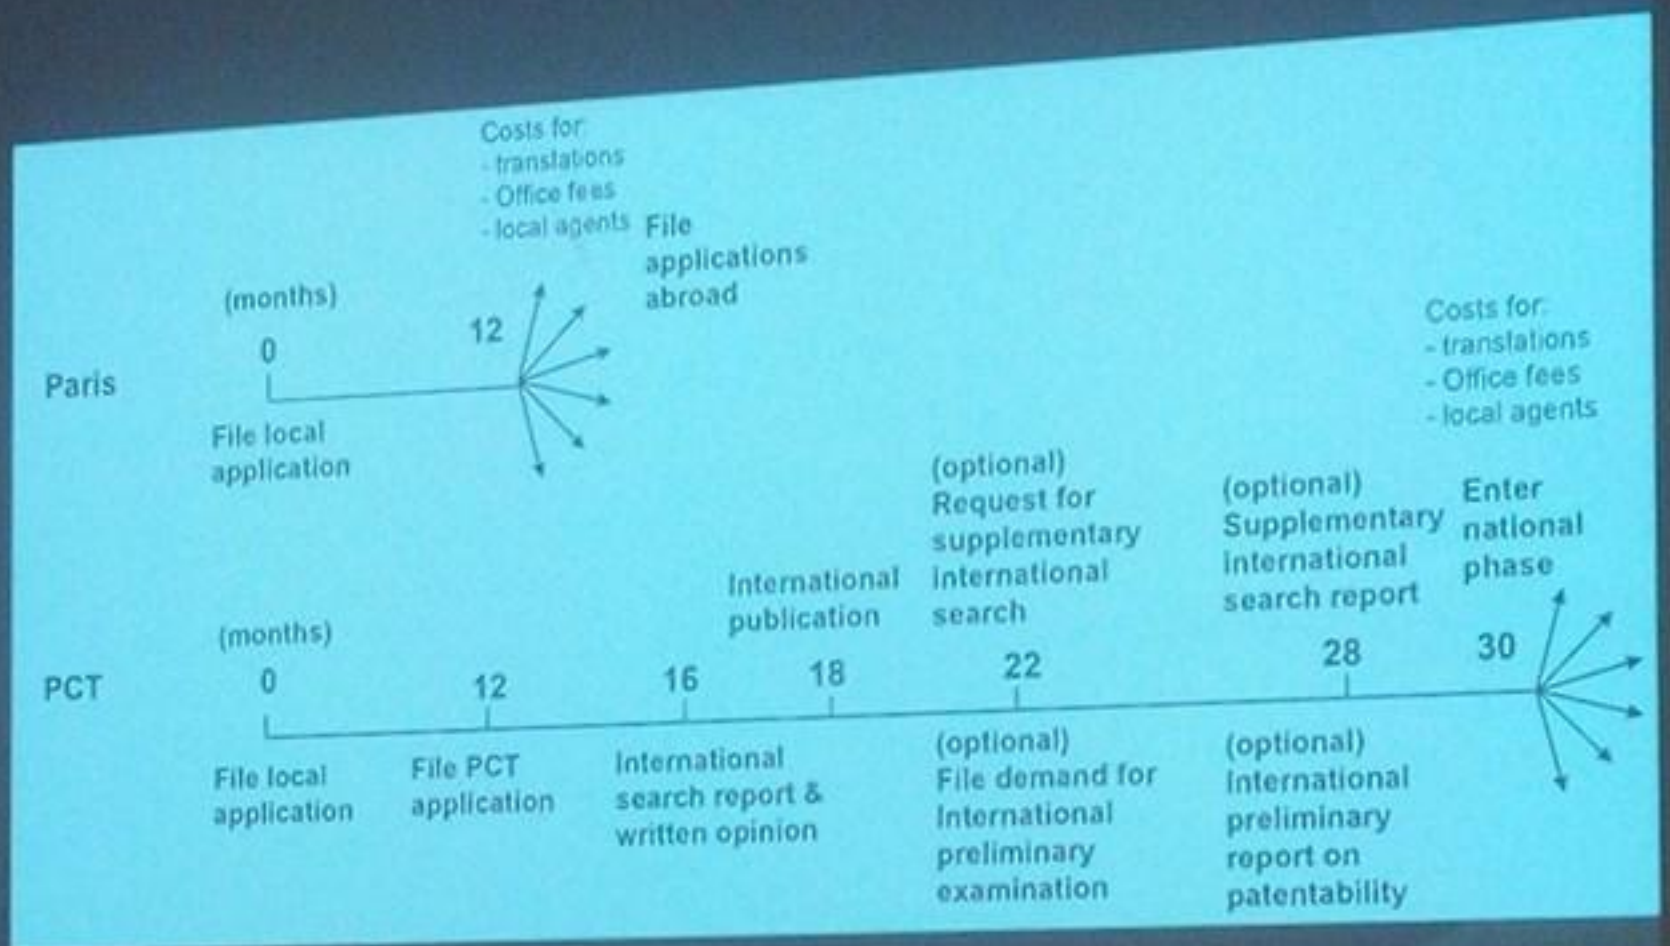 Costs for:
- translations
- Office fees
- local agents
File
applications
abroad
(months)
0
12
Paris
File local
application
Costs for:
- translations
- Office fees
- local agents
(optional)
Request for
supplementary
international
search
(optional)
Supplementary
international
search report
Enter
national
phase
International
publication
(months)
PCT
0
12
16
18
22
28
30
File local
application
File PCT
application
International
search report &
written opinion
(optional)
File demand for
International
preliminary
examination
(optional)
International
preliminary
report on
patentability